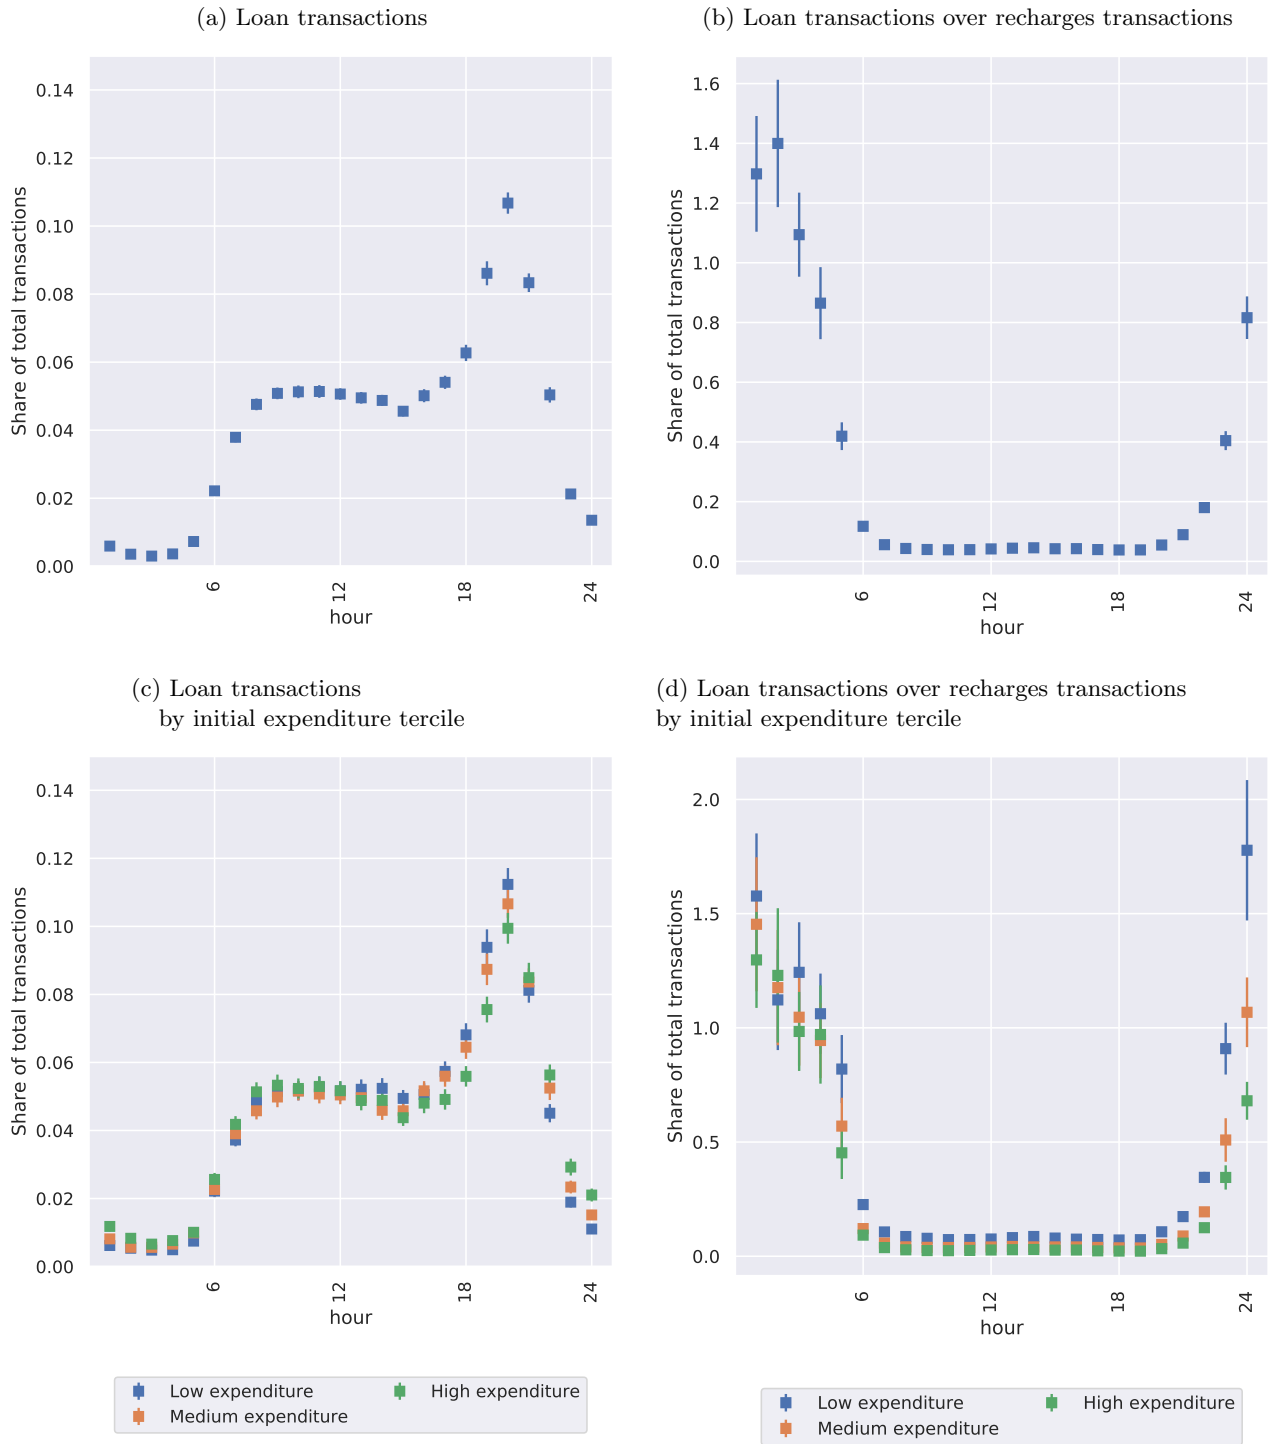 (a) Loan transactions
0.14
0.12
0.10
0.08
0.06
0.04
0.02
0.00
Share of total transactions
6
12
18
24
hour
(b) Loan transactions over recharges transactions
1.6
1.4
1.2
1.0
0.8
0.6
0.4
0.2
0.0
Share of total transactions
6
12
18
24
hour
(c) Loan transactions
by initial expenditure tercile
0.14
0.12
0.10
0.08
0.06
0.04
0.02
0.00
Share of total transactions
6
12
18
24
hour
Low expenditure
High expenditure
Medium expenditure
(d) Loan transactions over recharges transactions
by initial expenditure tercile
2.0
1.5
1.0
0.5
0.0
Share of total transactions
6
12
18
24
hour
Low expenditure
High expenditure
Medium expenditure